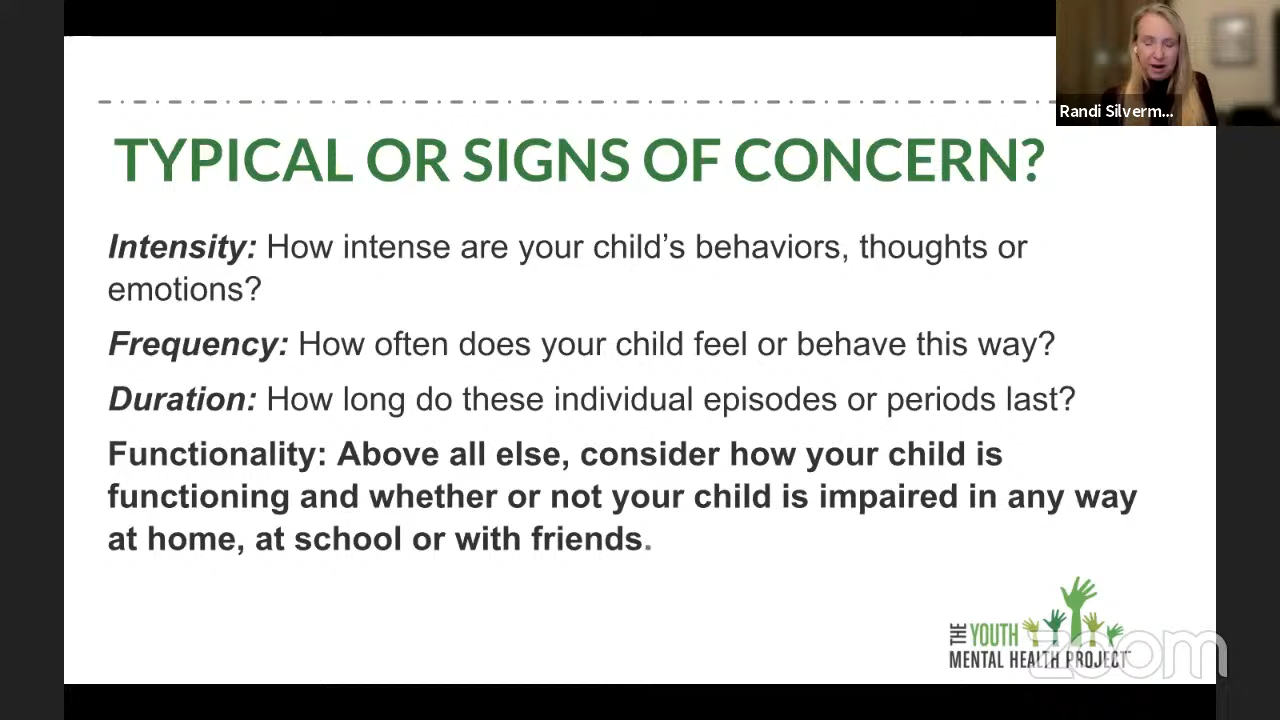 Randi Silverm...
TYPICAL OR SIGNS OF CONCERN?
Intensity: How intense are your child's behaviors, thoughts or
emotions?
Frequency: How often does your child feel or behave this way?
Duration: How long do these individual episodes or periods last?
Functionality: Above all else, consider how your child is
functioning and whether or not your child is impaired in any way
at home, at school or with friends.
THE YOUTH
MENTAL HEALTH PROJECT
zoom